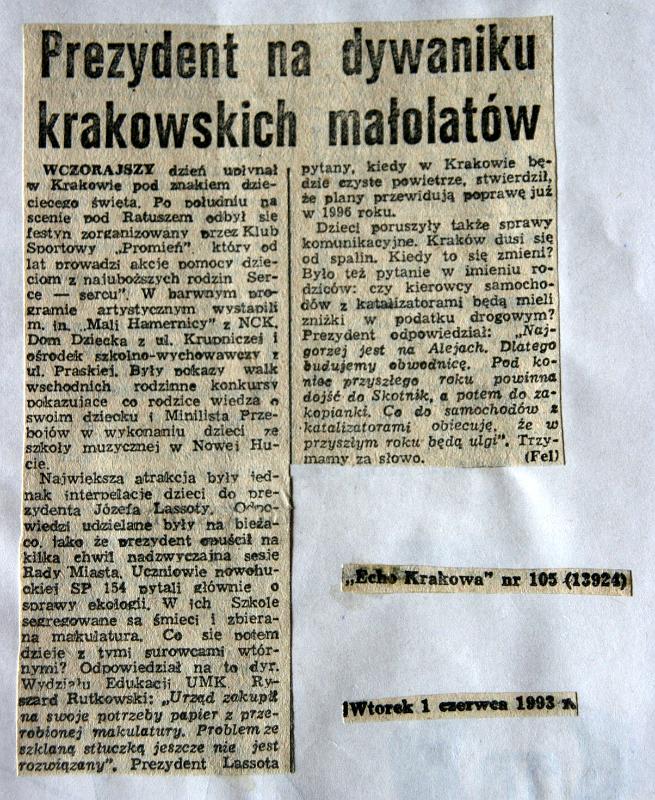 Prezydent na dywaniku
krakowskich małolatów
WCZORAJSZY dzień upłynął
w Krakowie pod znakiem dzie-
cięcego święta. Po południu na
scenie pod Ratuszem odbył się
festyn zorganizowany przez Klub
Sportowy „Promień", który od
lat prowadzi akcję pomocy dzie-
ciom z najuboższych rodzin Ser-
ce — sercu". W barwnym pro-
gramie artystycznym wystąpili
m. in. „Mali Hamernicy" z NCK,
Dom Dziecka z ul. Krupniczej i
ośrodek szkolno-wychowawczy z
ul. Praskiej. Były pokazy walk
wschodnich rodzinne konkursy
pokazujące co rodzice wiedzą o
swoim dziecku i Minilista Prze-
bojów w wykonaniu dzieci ze
szkoły muzycznej w Nowej Hu-
cie.
Największą atrakcją były jed-
nak interpelacje dzieci do pre-
zydenta Józefa Lassoty. Odpo-
wiedzi udzielane były na bieżą-
co, jako że prezydent opuścił na
kilka chwil nadzwyczajną sesję
Rady Miasta. Uczniowie nowohu-
ckiej SP 154 pytali głównie o
sprawy ekologii. W ich Szkole
segregowane są śmieci i zbiera-
na makulatura. Co się potem
dzieje z tymi surowcami wtór-
nymi? Odpowiedział na to dyr.
Wydziału Edukacji UMK Ry-
szard Rutkowski: „Urząd zakupił
na swoje potrzeby papier z prze-
robionej makulatury. Problem ze
szklaną stłuczką jeszcze nie jest
rozwiązany". Prezydent Lassota
pytany, kiedy w Krakowie bę-
dzie czyste powietrze, stwierdził,
że plany przewidują poprawę już
w 1996 roku.
Dzieci poruszyły także sprawy
komunikacyjne. Kraków dusi się
od spalin. Kiedy to się zmieni?
Było też pytanie w imieniu ro-
dziców: czy kierowcy samocho-
dów z katalizatorami będą mieli
zniżki w podatku drogowym?
Prezydent odpowiedział: „Naj-
gorzej jest na Alejach. Dlatego
budujemy obwodnicę. Pod ko-
niec przyszłego roku powinna
dojść do Skotnik, a potem do za-
kopianki. Co do samochodów z
katalizatorami obiecuję, że w
przyszłym roku będą ulgi". Trzy-
mamy za słowo. (Fel)
„Echo Krakowa" nr 105 (13924)
Wtorek 1 czerwca 1993 r.